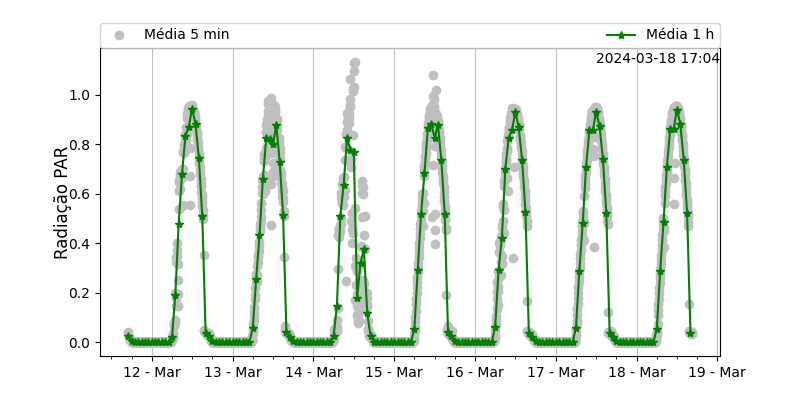 Média 5 min
Média 1 h
2024-03-18 17:04
Radiação PAR
1.0
0.8
0.6
0.4
0.2
0.0
12 - Mar
13 - Mar
14 - Mar
15 - Mar
16 - Mar
17 - Mar
18 - Mar
19 - Mar